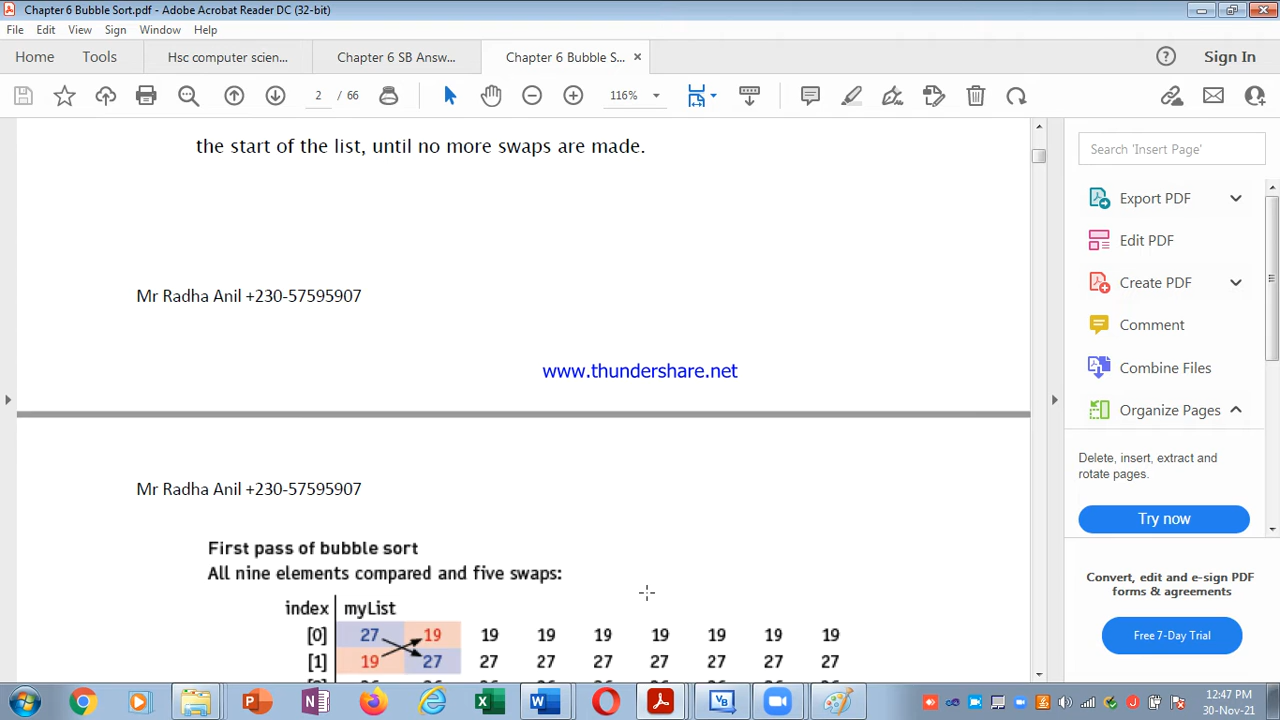 Chapter 6 Bubble Sort.pdf - Adobe Acrobat Reader DC (32-bit)
File Edit View Sign Window Help
Home Tools Hsc computer scien... Chapter 6 SB Answ... Chapter 6 Bubble S... Sign In
2 / 66 116%
the start of the list, until no more swaps are made.
Mr Radha Anil +230-57595907
www.thundershare.net
Mr Radha Anil +230-57595907
First pass of bubble sort
All nine elements compared and five swaps:
index myList
[0] 27 19 19 19 19 19 19 19 19
[1] 19 27 27 27 27 27 27 27 27
Search 'Insert Page'
Export PDF
Edit PDF
Create PDF
Comment
Combine Files
Organize Pages
Delete, insert, extract and
rotate pages.
Try now
Convert, edit and e-sign PDF
forms & agreements
Free 7-Day Trial
12:47 PM
30-Nov-21